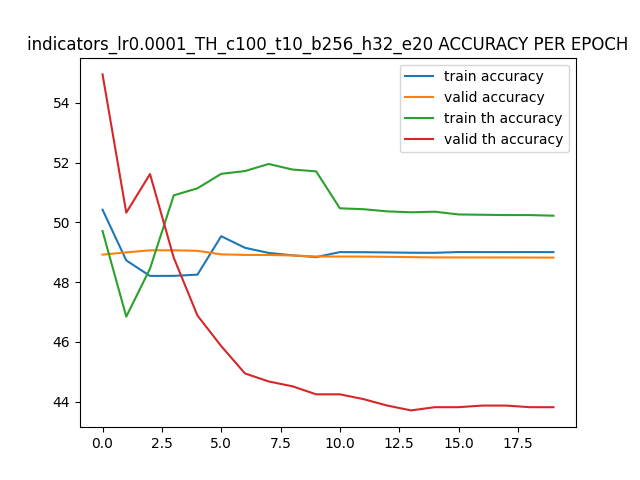 indicators_lr0.0001_TH_c100_t10_b256_h32_e20 ACCURACY PER EPOCH
train accuracy
valid accuracy
train th accuracy
valid th accuracy
54
52
50
48
46
44
0.0 2.5 5.0 7.5 10.0 12.5 15.0 17.5